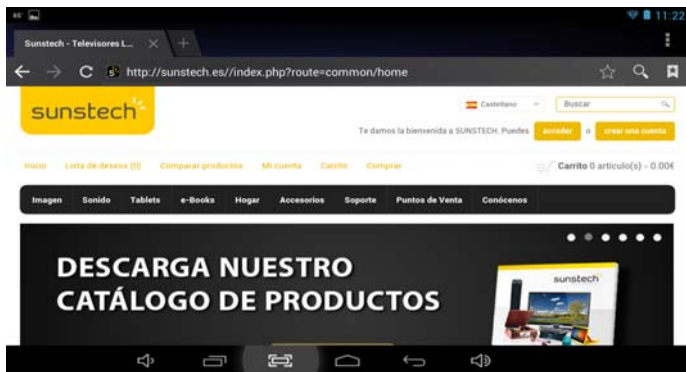 65°
11:22
Sunstech - Televisores L...
http://sunstech.es//index.php?route=common/home
sunstech
Castellano
Buscar
Te damos la bienvenida a SUNSTECH. Puedes acceder o crear una cuenta
Inicio Lista de deseos (0) Comparar productos Mi cuenta Carrito Comprar
Carrito 0 artículo(s) - 0.00€
Imagen Sonido Tablets e-Books Hogar Accesorios Soporte Puntos de Venta Conócenos
DESCARGA NUESTRO
CATÁLOGO DE PRODUCTOS
sunstech